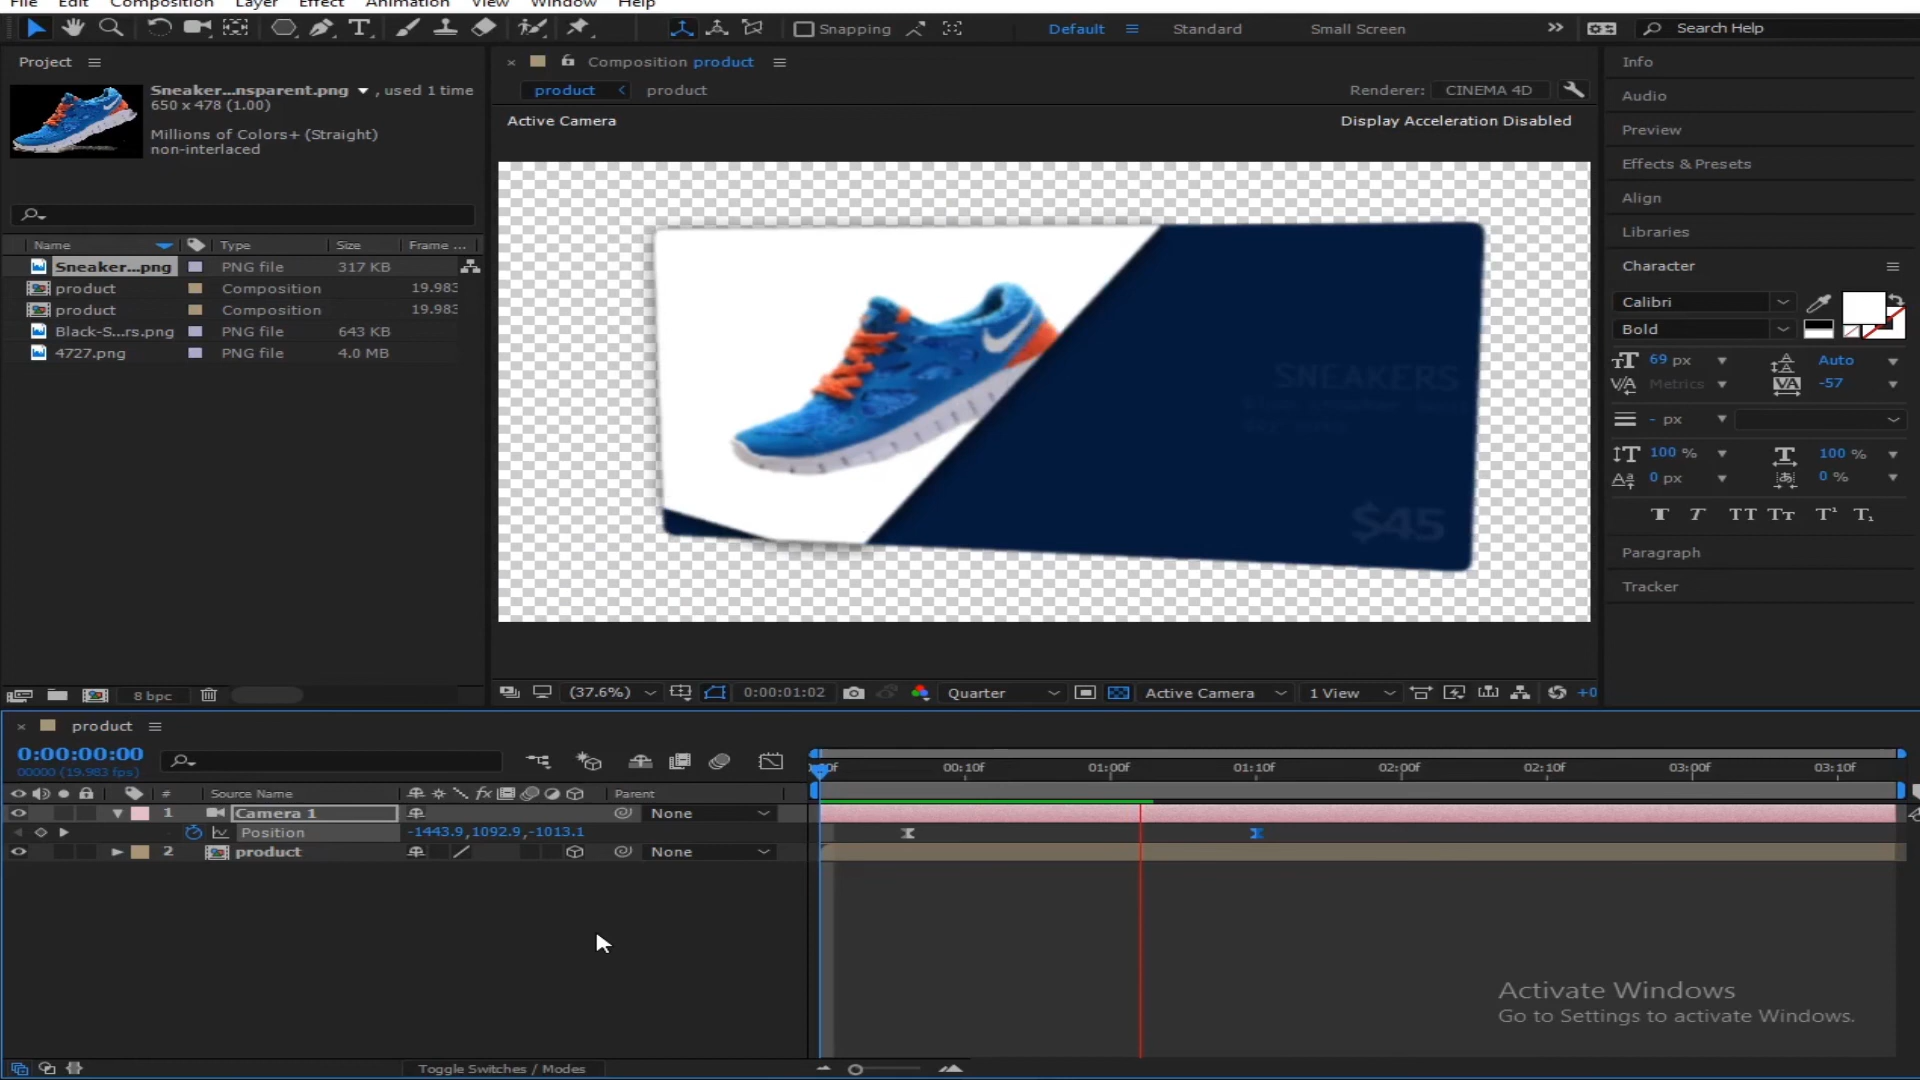 File Edit Composition Layer Effect Animation View Window Help
Snapping
Default
Standard
Small Screen
Search Help
Project
Sneaker...nsparent.png , used 1 time
650 x 478 (1.00)
Millions of Colors+ (Straight)
non-interlaced
Name Type Size Frame ...
Sneaker...png PNG file 317 KB
product Composition 19.983
product Composition 19.983
Black-S...rs.png PNG file 643 KB
4727.png PNG file 4.0 MB
8 bpc
Composition product
product product
Renderer: CINEMA 4D
Active Camera
Display Acceleration Disabled
SNEAKERS
$45
(37.6%) 0:00:01:02 Quarter Active Camera 1 View +0
Info
Audio
Preview
Effects & Presets
Align
Libraries
Character
Calibri
Bold
69 px Auto
Metrics -57
- px
100 % 100 %
0 px 0 %
Paragraph
Tracker
product
0:00:00:00
00000 (19.983 fps)
# Source Name Parent
1 Camera 1 None
Position -1443.9,1092.9,-1013.1
2 product None
00:10f 01:00f 01:10f 02:00f 02:10f 03:00f 03:10f
Toggle Switches / Modes
Activate Windows
Go to Settings to activate Windows.